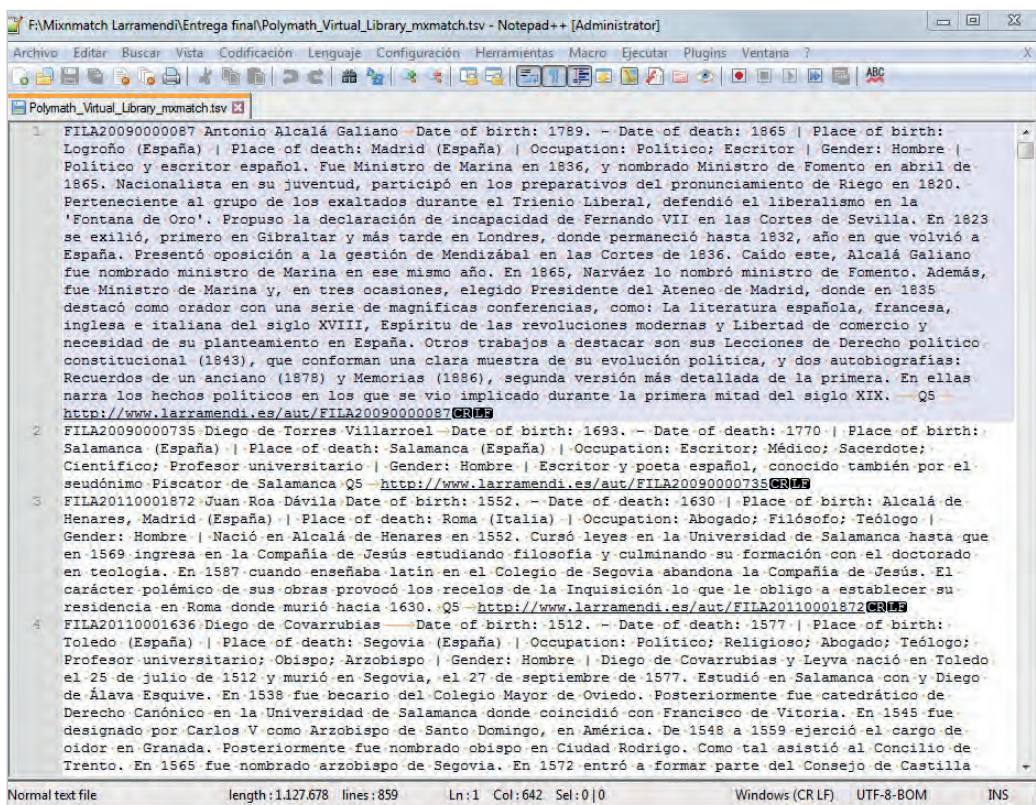 F:\Mixnmatch Larramendi\Entrega final\Polymath_Virtual_Library_mxmatch.tsv - Notepad++ [Administrator]
Archivo Editar Buscar Vista Codificación Lenguaje Configuración Herramientas Macro Ejecutar Plugins Ventana ? X
ABC
Polymath_Virtual_Library_mxmatch.tsv
1 FILA20090000087 Antonio Alcalá Galiano Date of birth: 1789. - Date of death: 1865 | Place of birth:
Logroño (España) | Place of death: Madrid (España) | Occupation: Político; Escritor | Gender: Hombre |
Político y escritor español. Fue Ministro de Marina en 1836, y nombrado Ministro de Fomento en abril de
1865. Nacionalista en su juventud, participó en los preparativos del pronunciamiento de Riego en 1820.
Perteneciente al grupo de los exaltados durante el Trienio Liberal, defendió el liberalismo en la
'Fontana de Oro'. Propuso la declaración de incapacidad de Fernando VII en las Cortes de Sevilla. En 1823
se exilió, primero en Gibraltar y más tarde en Londres, donde permaneció hasta 1832, año en que volvió a
España. Presentó oposición a la gestión de Mendizábal en las Cortes de 1836. Caído este, Alcalá Galiano
fue nombrado ministro de Marina en ese mismo año. En 1865, Narváez lo nombró ministro de Fomento. Además,
fue Ministro de Marina y, en tres ocasiones, elegido Presidente del Ateneo de Madrid, donde en 1835
destacó como orador con una serie de magníficas conferencias, como: La literatura española, francesa,
inglesa e italiana del siglo XVIII, Espíritu de las revoluciones modernas y Libertad de comercio y
necesidad de su planteamiento en España. Otros trabajos a destacar son sus Lecciones de Derecho político
constitucional (1843), que conforman una clara muestra de su evolución política, y dos autobiografías:
Recuerdos de un anciano (1878) y Memorias (1886), segunda versión más detallada de la primera. En ellas
narra los hechos políticos en los que se vio implicado durante la primera mitad del siglo XIX. Q5
http://www.larramendi.es/aut/FILA20090000087CRLF
2 FILA20090000735 Diego de Torres Villarroel Date of birth: 1693. - Date of death: 1770 | Place of birth:
Salamanca (España) | Place of death: Salamanca (España) | Occupation: Escritor; Médico; Sacerdote;
Científico; Profesor universitario | Gender: Hombre | Escritor y poeta español, conocido también por el
seudónimo Piscator de Salamanca Q5 http://www.larramendi.es/aut/FILA20090000735CRLF
3 FILA20110001872 Juan Roa Dávila Date of birth: 1552. - Date of death: 1630 | Place of birth: Alcalá de
Henares, Madrid (España) | Place of death: Roma (Italia) | Occupation: Abogado; Filósofo; Teólogo |
Gender: Hombre | Nació en Alcalá de Henares en 1552. Cursó leyes en la Universidad de Salamanca hasta que
en 1569 ingresa en la Compañía de Jesús estudiando filosofía y culminando su formación con el doctorado
en teología. En 1587 cuando enseñaba latín en el Colegio de Segovia abandona la Compañía de Jesús. El
carácter polémico de sus obras provocó los recelos de la Inquisición lo que le obligo a establecer su
residencia en Roma donde murió hacia 1630. Q5 http://www.larramendi.es/aut/FILA20110001872CRLF
4 FILA20110001636 Diego de Covarrubias Date of birth: 1512. - Date of death: 1577 | Place of birth:
Toledo (España) | Place of death: Segovia (España) | Occupation: Político; Religioso; Abogado; Teólogo;
Profesor universitario; Obispo; Arzobispo | Gender: Hombre | Diego de Covarrubias y Leyva nació en Toledo
el 25 de julio de 1512 y murió en Segovia, el 27 de septiembre de 1577. Estudió en Salamanca con y Diego
de Álava Esquive. En 1538 fue becario del Colegio Mayor de Oviedo. Posteriormente fue catedrático de
Derecho Canónico en la Universidad de Salamanca donde coincidió con Francisco de Vitoria. En 1545 fue
designado por Carlos V como Arzobispo de Santo Domingo, en América. De 1548 a 1559 ejerció el cargo de
oidor en Granada. Posteriormente fue nombrado obispo en Ciudad Rodrigo. Como tal asistió al Concilio de
Trento. En 1565 fue nombrado arzobispo de Segovia. En 1572 entró a formar parte del Consejo de Castilla
Normal text file length : 1.127.678 lines : 859 Ln : 1 Col : 642 Sel : 0 | 0 Windows (CR LF) UTF-8-BOM INS